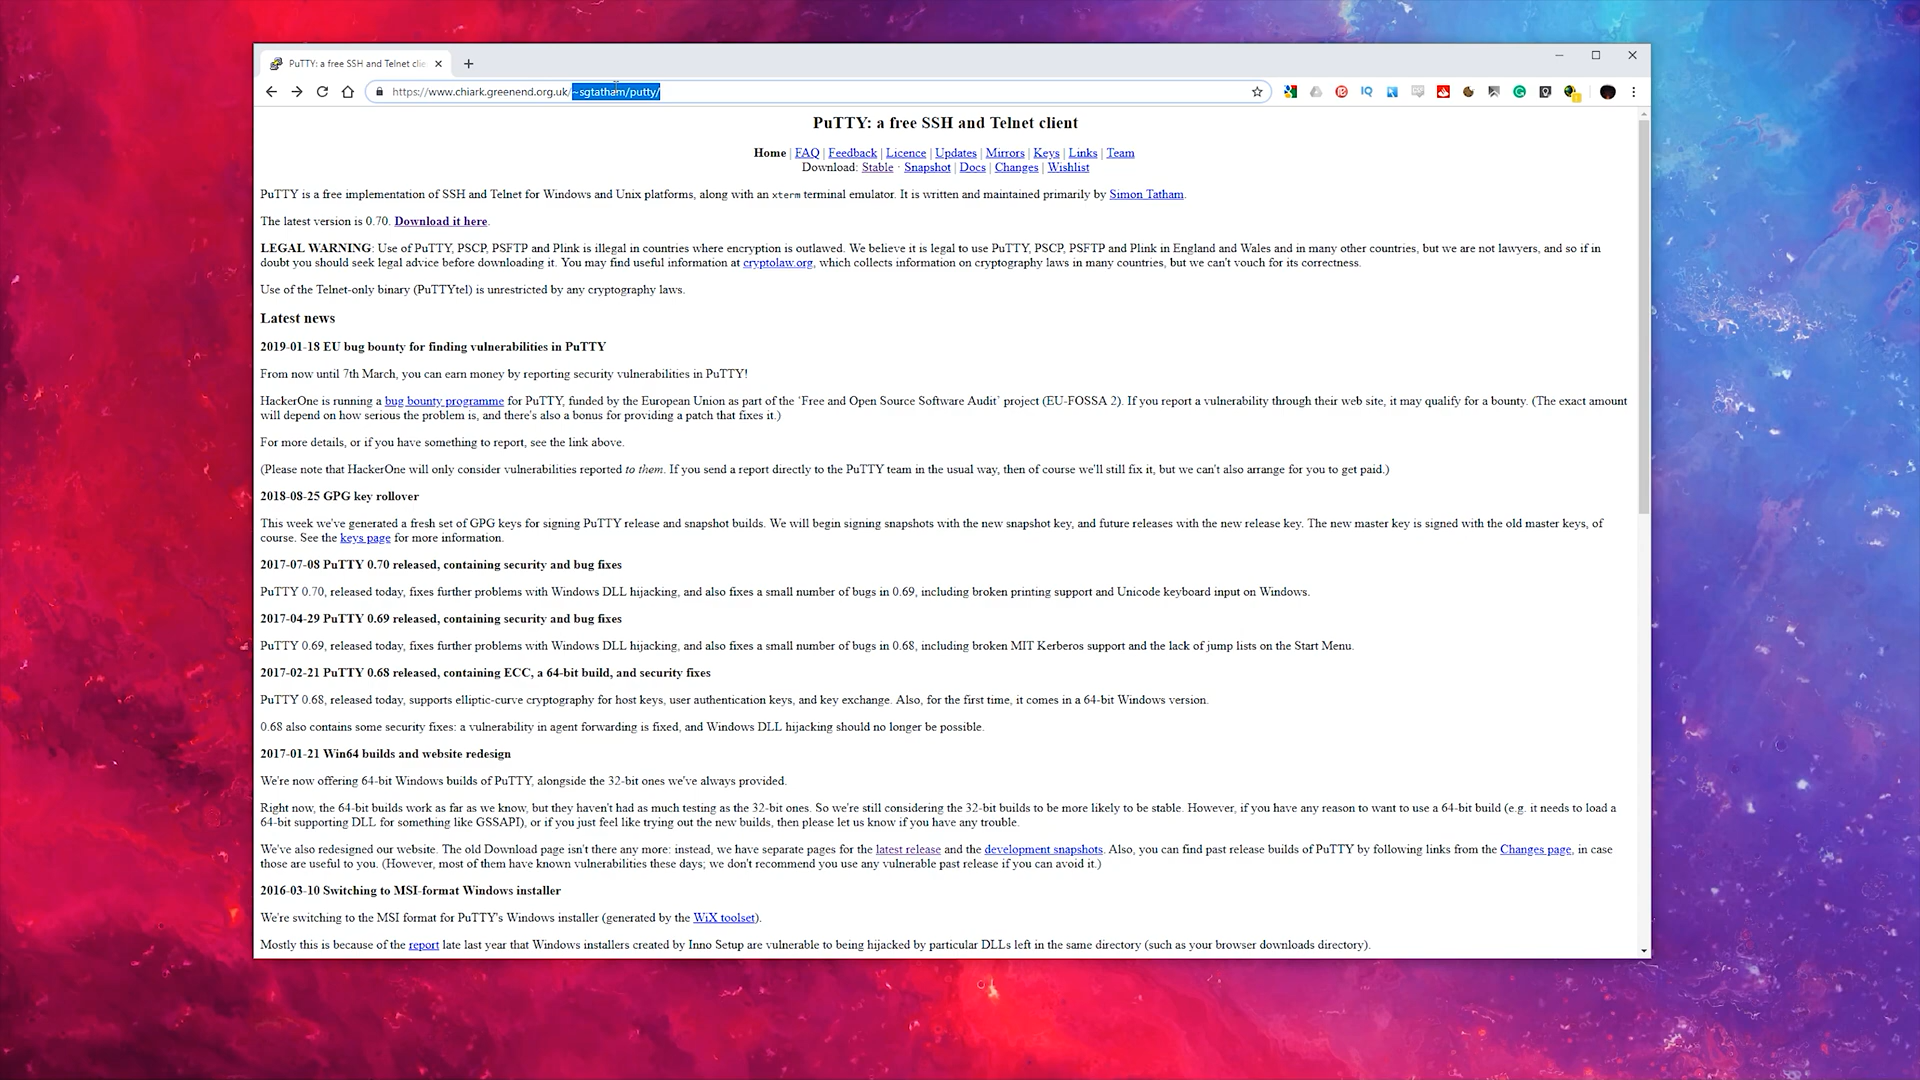 PuTTY: a free SSH and Telnet clie
https://www.chiark.greenend.org.uk/~sgtatham/putty/
PuTTY: a free SSH and Telnet client
Home | FAQ | Feedback | Licence | Updates | Mirrors | Keys | Links | Team
Download: Stable · Snapshot | Docs | Changes | Wishlist
PuTTY is a free implementation of SSH and Telnet for Windows and Unix platforms, along with an xterm terminal emulator. It is written and maintained primarily by Simon Tatham.
The latest version is 0.70. Download it here.
LEGAL WARNING: Use of PuTTY, PSCP, PSFTP and Plink is illegal in countries where encryption is outlawed. We believe it is legal to use PuTTY, PSCP, PSFTP and Plink in England and Wales and in many other countries, but we are not lawyers, and so if in
doubt you should seek legal advice before downloading it. You may find useful information at cryptolaw.org, which collects information on cryptography laws in many countries, but we can't vouch for its correctness.
Use of the Telnet-only binary (PuTTYtel) is unrestricted by any cryptography laws.
Latest news
2019-01-18 EU bug bounty for finding vulnerabilities in PuTTY
From now until 7th March, you can earn money by reporting security vulnerabilities in PuTTY!
HackerOne is running a bug bounty programme for PuTTY, funded by the European Union as part of the 'Free and Open Source Software Audit' project (EU-FOSSA 2). If you report a vulnerability through their web site, it may qualify for a bounty. (The exact amount
will depend on how serious the problem is, and there's also a bonus for providing a patch that fixes it.)
For more details, or if you have something to report, see the link above.
(Please note that HackerOne will only consider vulnerabilities reported to them. If you send a report directly to the PuTTY team in the usual way, then of course we'll still fix it, but we can't also arrange for you to get paid.)
2018-08-25 GPG key rollover
This week we've generated a fresh set of GPG keys for signing PuTTY release and snapshot builds. We will begin signing snapshots with the new snapshot key, and future releases with the new release key. The new master key is signed with the old master keys, of
course. See the keys page for more information.
2017-07-08 PuTTY 0.70 released, containing security and bug fixes
PuTTY 0.70, released today, fixes further problems with Windows DLL hijacking, and also fixes a small number of bugs in 0.69, including broken printing support and Unicode keyboard input on Windows.
2017-04-29 PuTTY 0.69 released, containing security and bug fixes
PuTTY 0.69, released today, fixes further problems with Windows DLL hijacking, and also fixes a small number of bugs in 0.68, including broken MIT Kerberos support and the lack of jump lists on the Start Menu.
2017-02-21 PuTTY 0.68 released, containing ECC, a 64-bit build, and security fixes
PuTTY 0.68, released today, supports elliptic-curve cryptography for host keys, user authentication keys, and key exchange. Also, for the first time, it comes in a 64-bit Windows version.
0.68 also contains some security fixes: a vulnerability in agent forwarding is fixed, and Windows DLL hijacking should no longer be possible.
2017-01-21 Win64 builds and website redesign
We're now offering 64-bit Windows builds of PuTTY, alongside the 32-bit ones we've always provided.
Right now, the 64-bit builds work as far as we know, but they haven't had as much testing as the 32-bit ones. So we're still considering the 32-bit builds to be more likely to be stable. However, if you have any reason to want to use a 64-bit build (e.g. it needs to load a
64-bit supporting DLL for something like GSSAPI), or if you just feel like trying out the new builds, then please let us know if you have any trouble.
We've also redesigned our website. The old Download page isn't there any more: instead, we have separate pages for the latest release and the development snapshots. Also, you can find past release builds of PuTTY by following links from the Changes page, in case
those are useful to you. (However, most of them have known vulnerabilities these days; we don't recommend you use any vulnerable past release if you can avoid it.)
2016-03-10 Switching to MSI-format Windows installer
We're switching to the MSI format for PuTTY's Windows installer (generated by the WiX toolset).
Mostly this is because of the report late last year that Windows installers created by Inno Setup are vulnerable to being hijacked by particular DLLs left in the same directory (such as your browser downloads directory).